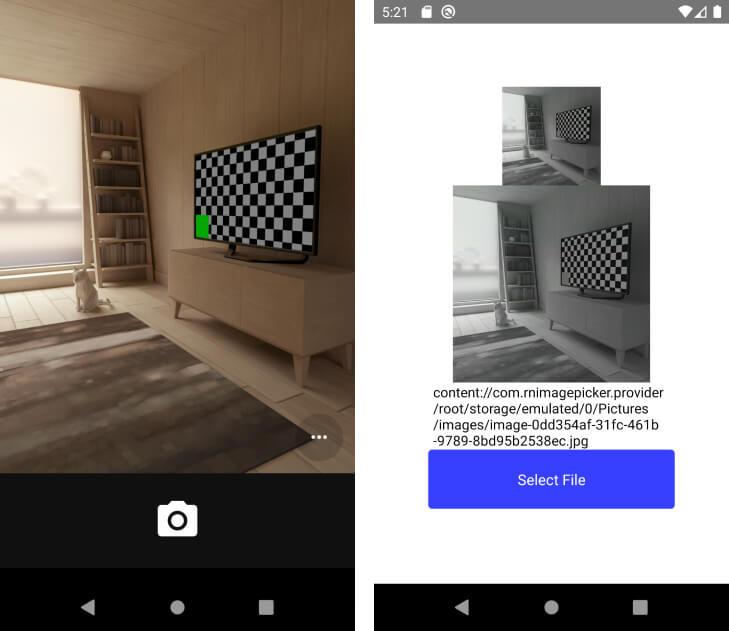 5:21
content://com.rnimagepicker.provider
/root/storage/emulated/0/Pictures
/images/image-0dd354af-31fc-461b
-9789-8bd95b2538ec.jpg
Select File